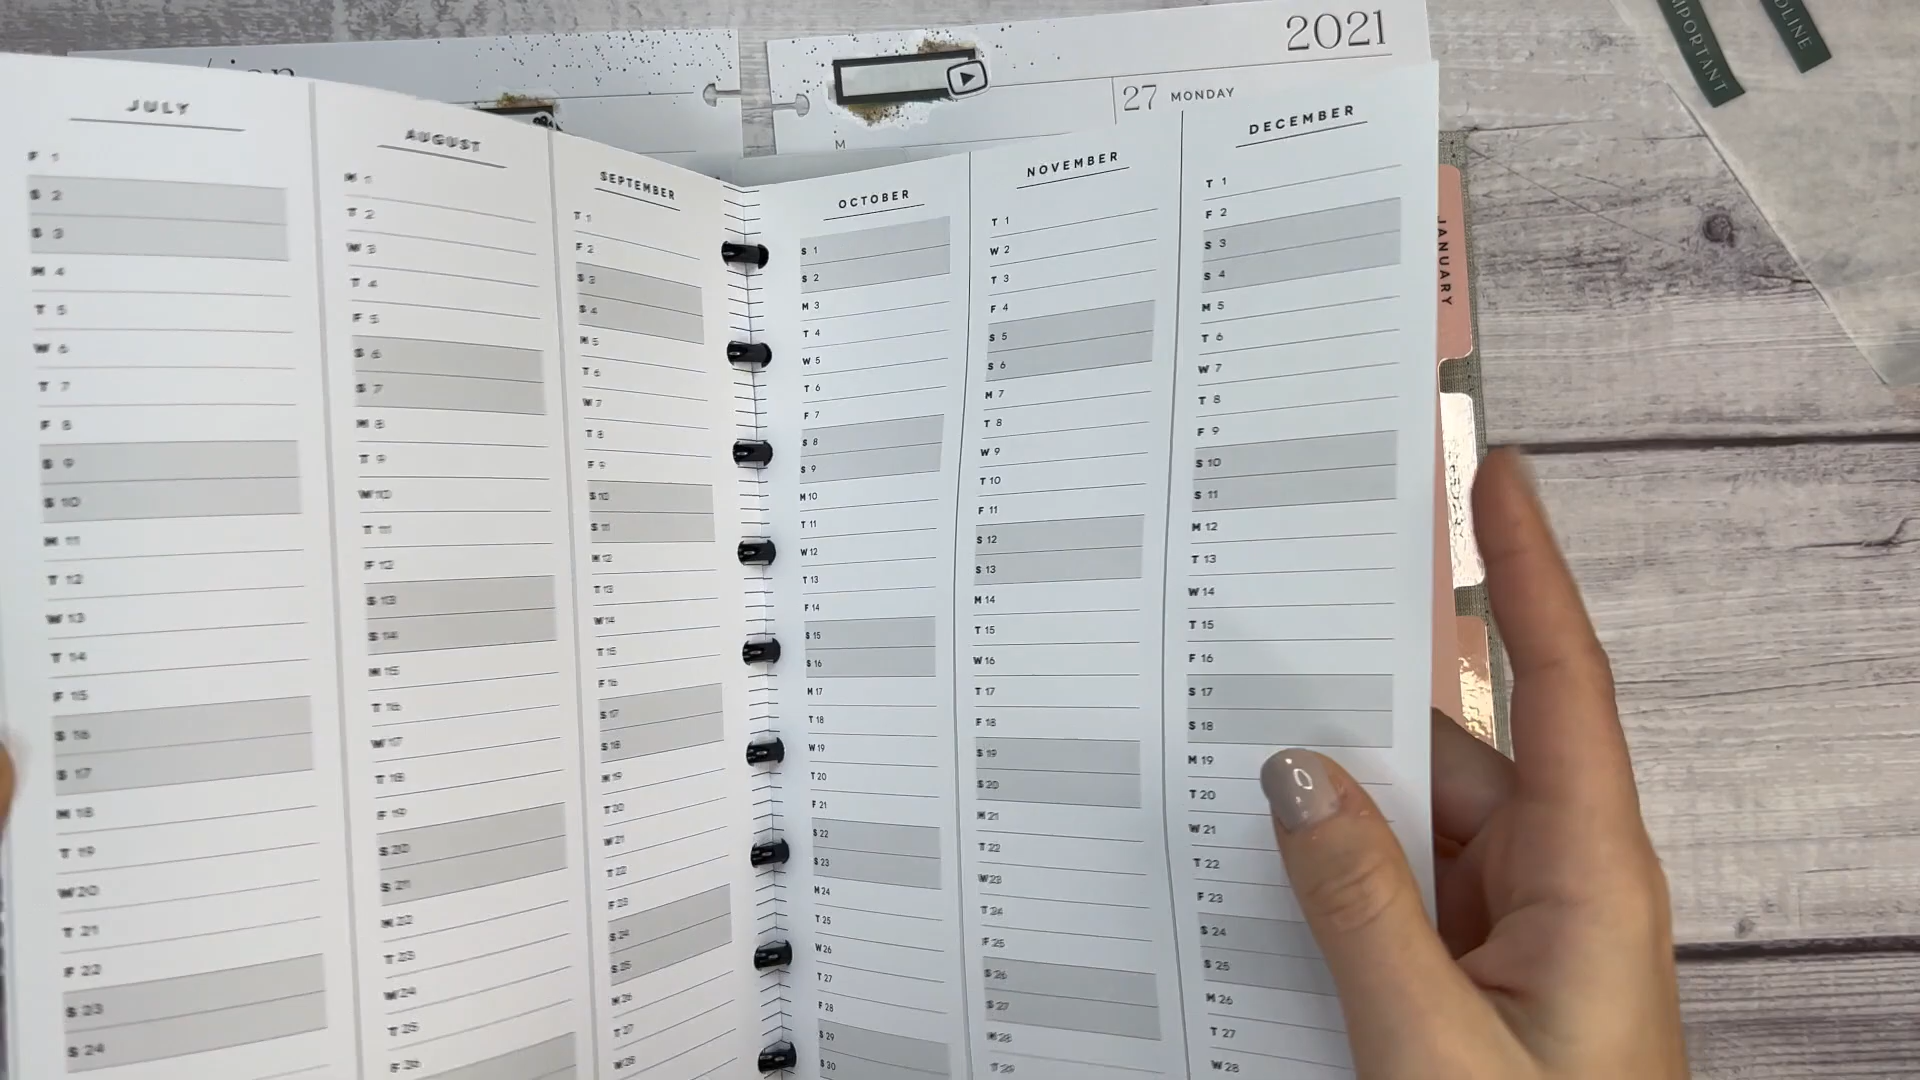 2021
27 MONDAY
M
IMPORTANT
JANUARY
JULY
F 1
S 2
S 3
M 4
T 5
W 6
T 7
F 8
S 9
S 10
M 11
T 12
W 13
T 14
F 15
S 16
S 17
M 18
T 19
W 20
T 21
F 22
S 23
S 24
AUGUST
M 1
T 2
W 3
T 4
F 5
S 6
S 7
M 8
T 9
W 10
T 11
F 12
S 13
S 14
M 15
T 16
W 17
T 18
F 19
S 20
S 21
M 22
T 23
W 24
T 25
F 26
SEPTEMBER
T 1
F 2
S 3
S 4
M 5
T 6
W 7
T 8
F 9
S 10
S 11
M 12
T 13
W 14
T 15
F 16
S 17
S 18
M 19
T 20
W 21
T 22
F 23
S 24
S 25
M 26
T 27
W 28
OCTOBER
S 1
S 2
M 3
T 4
W 5
T 6
F 7
S 8
S 9
M 10
T 11
W 12
T 13
F 14
S 15
S 16
M 17
T 18
W 19
T 20
F 21
S 22
S 23
M 24
T 25
W 26
T 27
F 28
S 29
S 30
NOVEMBER
T 1
W 2
T 3
F 4
S 5
S 6
M 7
T 8
W 9
T 10
F 11
S 12
S 13
M 14
T 15
W 16
T 17
F 18
S 19
S 20
M 21
T 22
W 23
T 24
F 25
S 26
S 27
M 28
T 29
DECEMBER
T 1
F 2
S 3
S 4
M 5
T 6
W 7
T 8
F 9
S 10
S 11
M 12
T 13
W 14
T 15
F 16
S 17
S 18
M 19
T 20
W 21
T 22
F 23
S 24
S 25
M 26
T 27
W 28